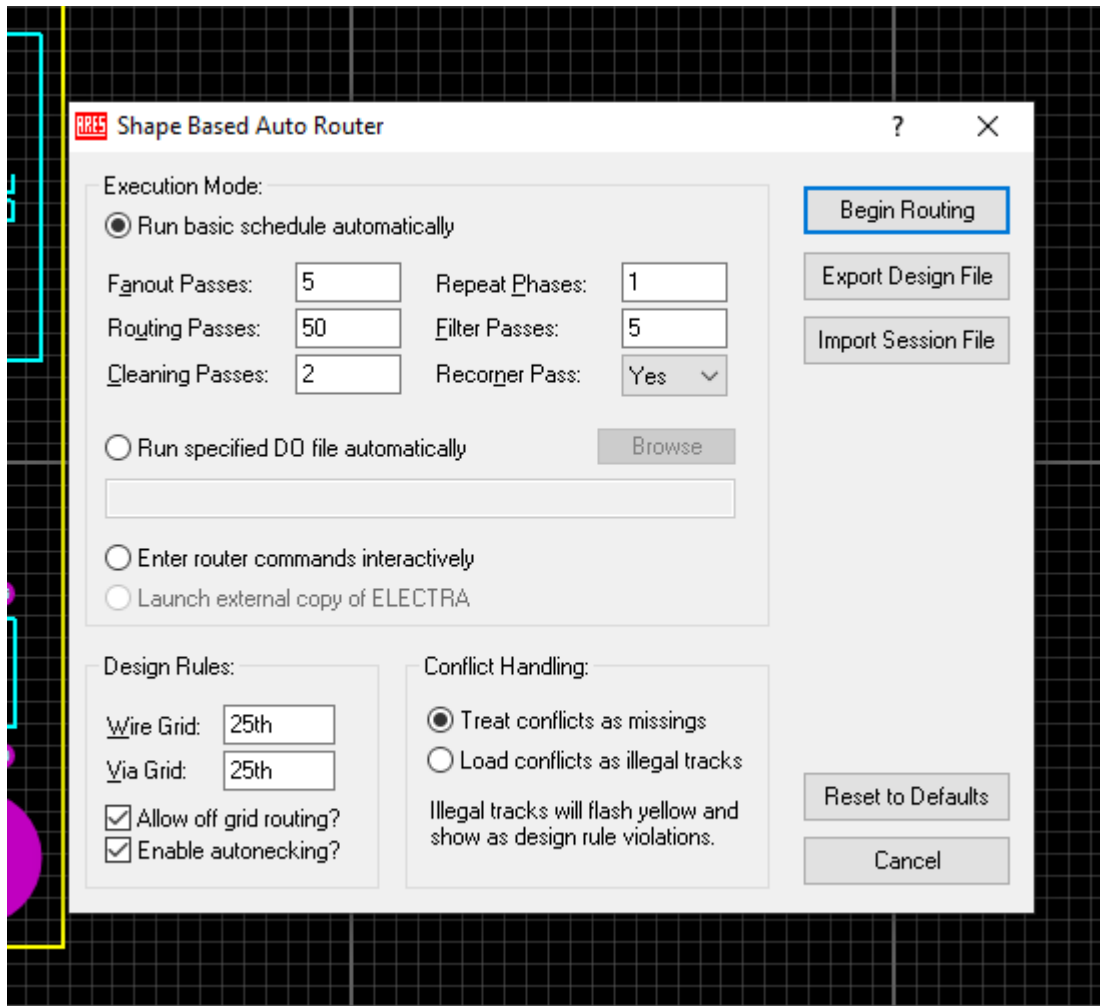 ARES Shape Based Auto Router ?
Execution Mode:
Run basic schedule automatically
Fanout Passes: 5 Repeat Phases: 1
Routing Passes: 50 Filter Passes: 5
Cleaning Passes: 2 Recorner Pass: Yes
Run specified DO file automatically Browse
Enter router commands interactively
Launch external copy of ELECTRA
Begin Routing
Export Design File
Import Session File
Design Rules:
Wire Grid: 25th
Via Grid: 25th
Allow off grid routing?
Enable autonecking?
Conflict Handling:
Treat conflicts as missings
Load conflicts as illegal tracks
Illegal tracks will flash yellow and
show as design rule violations.
Reset to Defaults
Cancel